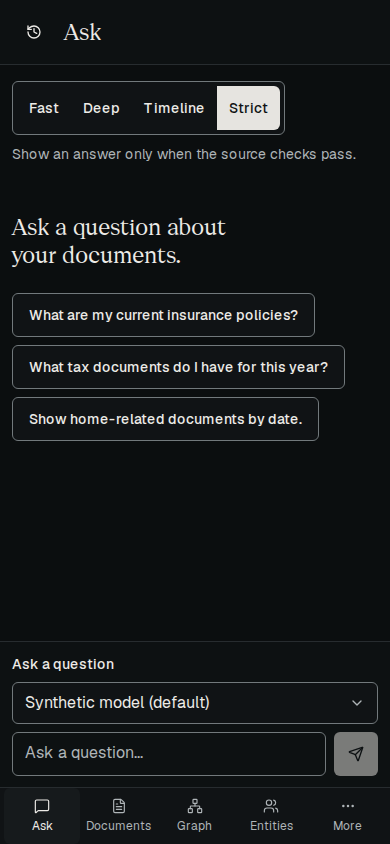 Ask
Fast Deep Timeline Strict
Show an answer only when the source checks pass.
Ask a question about
your documents.
What are my current insurance policies?
What tax documents do I have for this year?
Show home-related documents by date.
Ask a question
Synthetic model (default)
Ask a question...
Ask Documents Graph Entities More